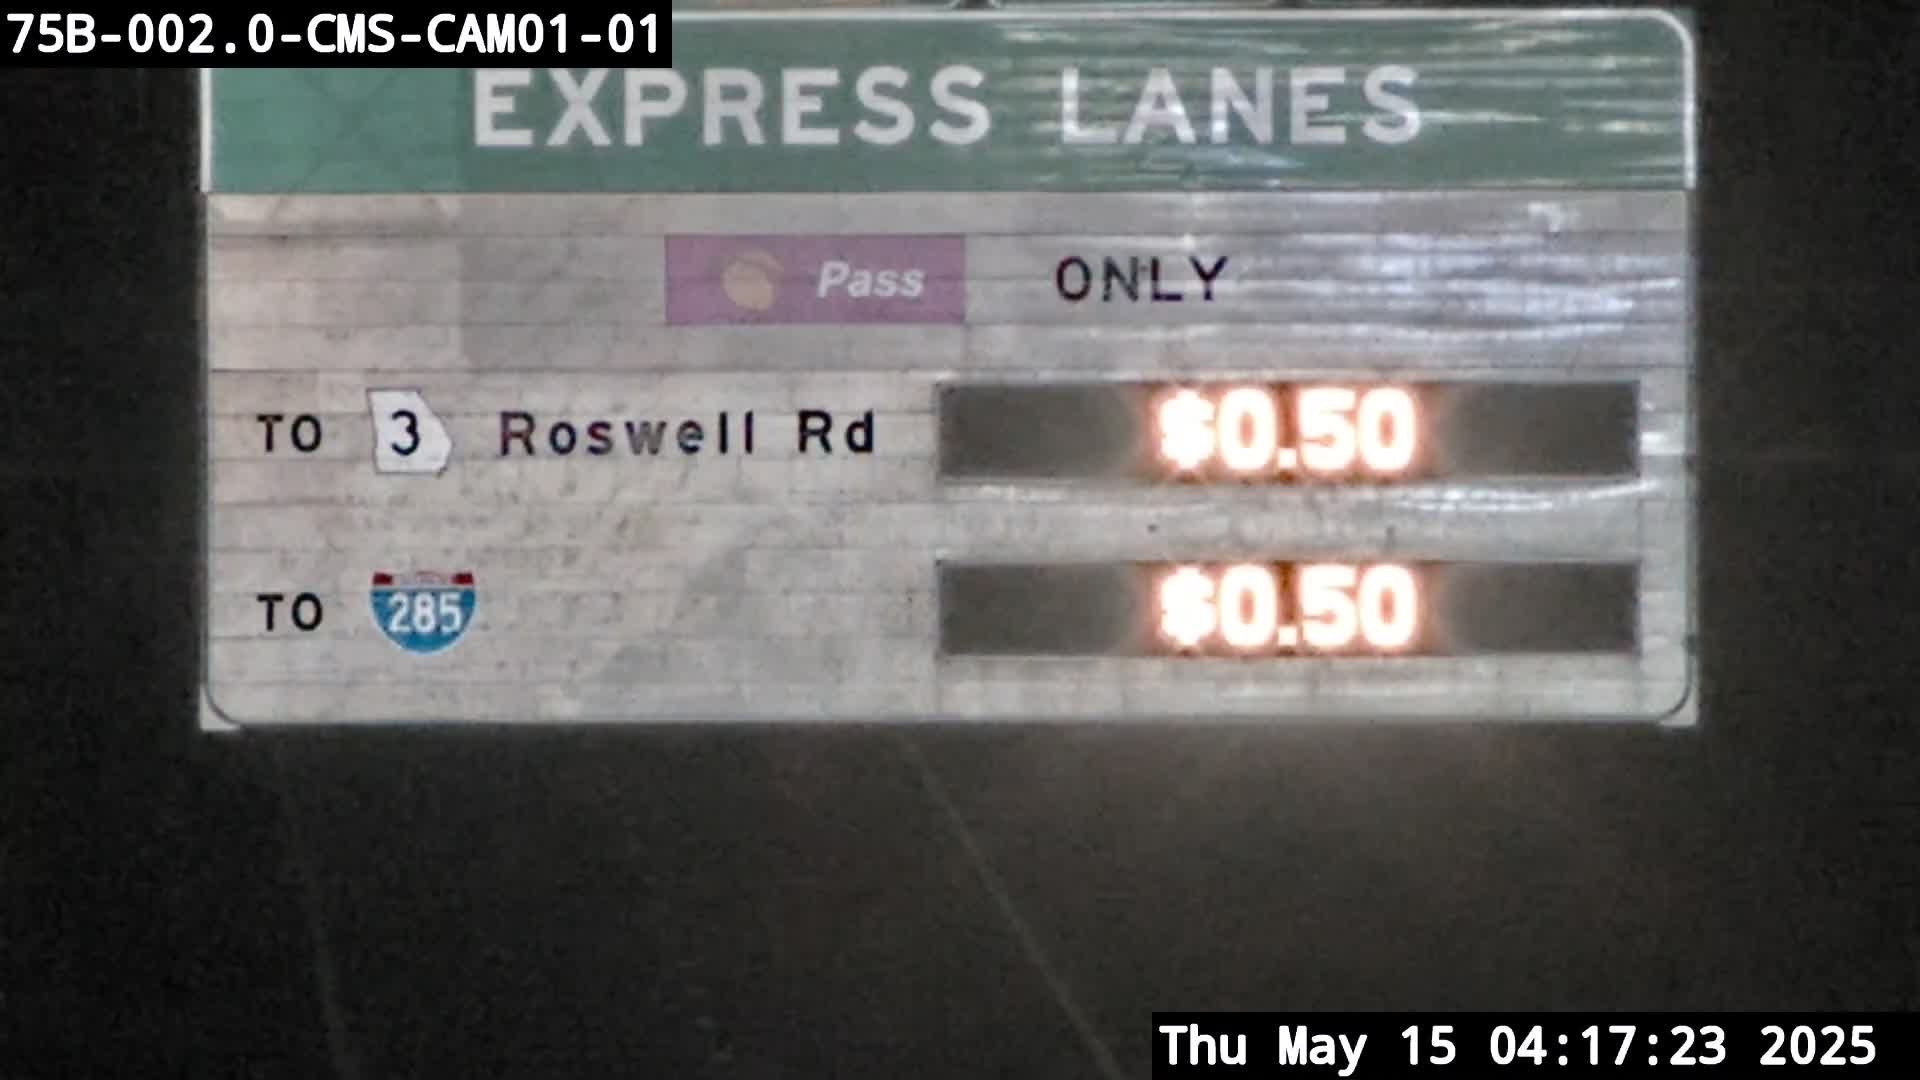 75B-002.0-CMS-CAM01-01
EXPRESS LANES
Pass ONLY
TO 3 Roswell Rd $0.50
TO 285 $0.50
Thu May 15 04:17:23 2025